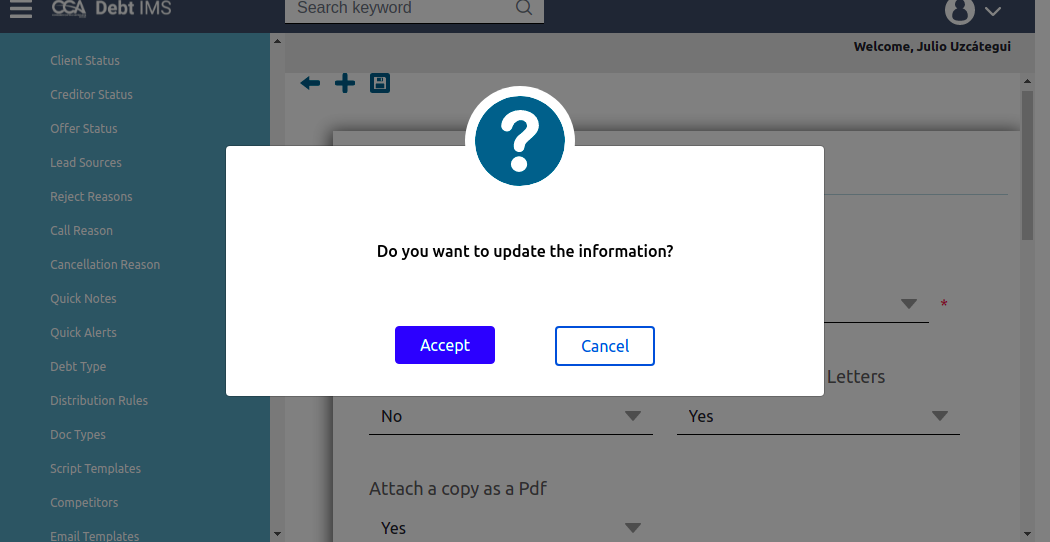 CGA Debt IMS
Search keyword
Welcome, Julio Uzcátegui
Client Status
Creditor Status
Offer Status
Lead Sources
Reject Reasons
Call Reason
Cancellation Reason
Quick Notes
Quick Alerts
Debt Type
Distribution Rules
Doc Types
Script Templates
Competitors
Email Templates
?
Do you want to update the information?
Accept
Cancel
*
Letters
No
Yes
Attach a copy as a Pdf
Yes